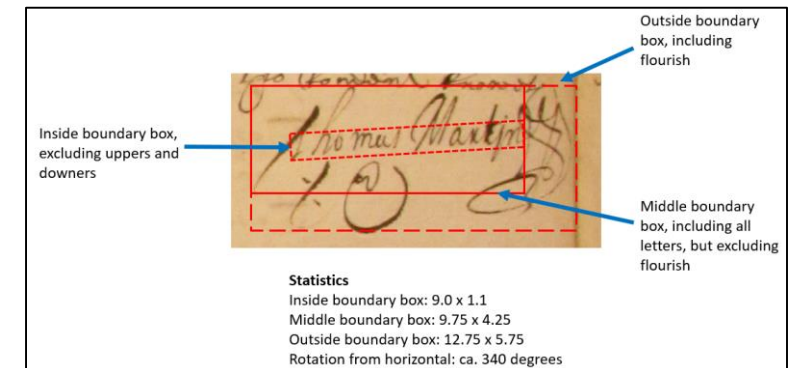 Outside boundary
box, including
flourish
Inside boundary box,
excluding uppers and
downers
Thomas Martin
Middle boundary
box, including all
letters, but excluding
flourish
Statistics
Inside boundary box: 9.0 x 1.1
Middle boundary box: 9.75 x 4.25
Outside boundary box: 12.75 x 5.75
Rotation from horizontal: ca. 340 degrees